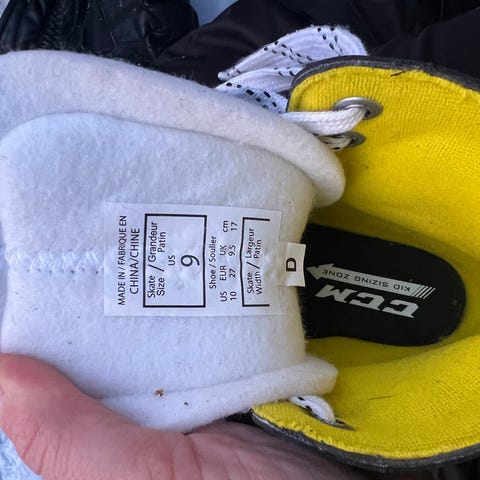 MADE IN / FABRIQUE EN
CHINA/CHINE
Skate / Grandeur
Size / Patin
US
9
Shoe / Soulier
US EUR UK cm
10 27 9.5 17
Skate / Largeur
Width / Patin
D
CCM
KID SIZING ZONE